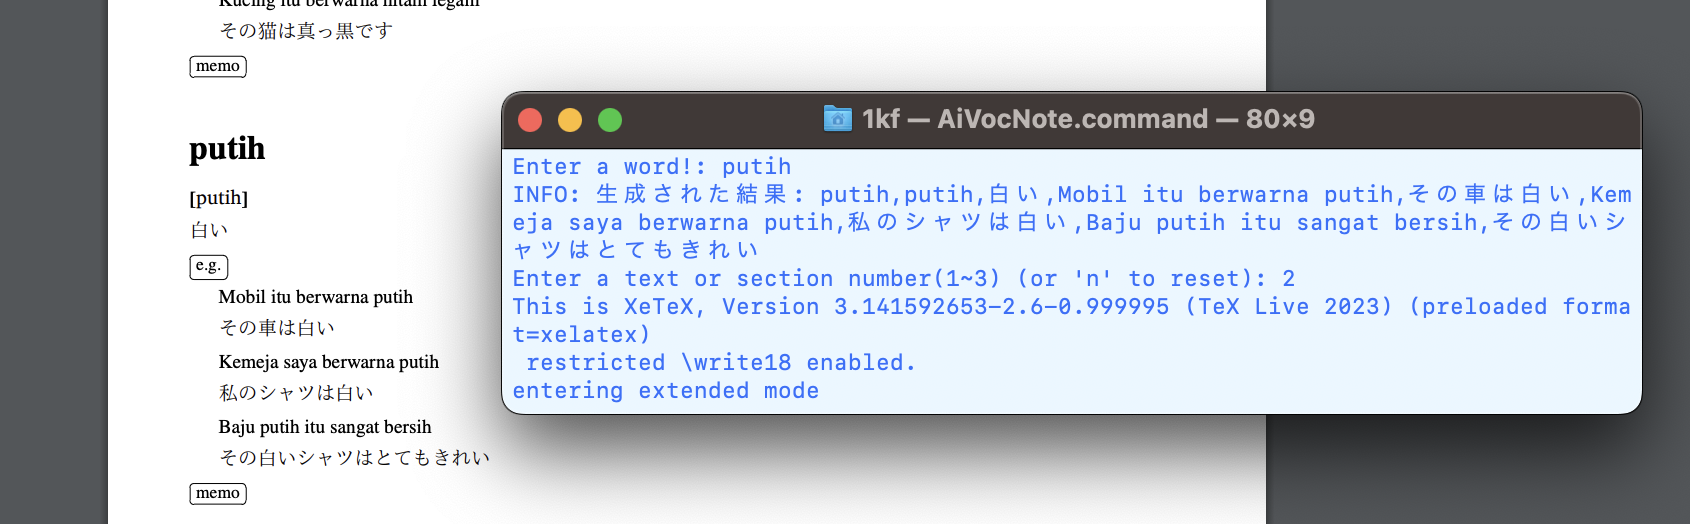 Kucing itu berwarna hitam legam
その猫は真っ黒です
memo
putih
[putih]
白い
e.g.
Mobil itu berwarna putih
その車は白い
Kemeja saya berwarna putih
私のシャツは白い
Baju putih itu sangat bersih
その白いシャツはとてもきれい
memo
1kf — AiVocNote.command — 80×9
Enter a word!: putih
INFO: 生成された結果: putih,putih,白い,Mobil itu berwarna putih,その車は白い,Kem
eja saya berwarna putih,私のシャツは白い,Baju putih itu sangat bersih,その白いシ
ャツはとてもきれい
Enter a text or section number(1~3) (or 'n' to reset): 2
This is XeTeX, Version 3.141592653-2.6-0.999995 (TeX Live 2023) (preloaded forma
t=xelatex)
 restricted \write18 enabled.
entering extended mode